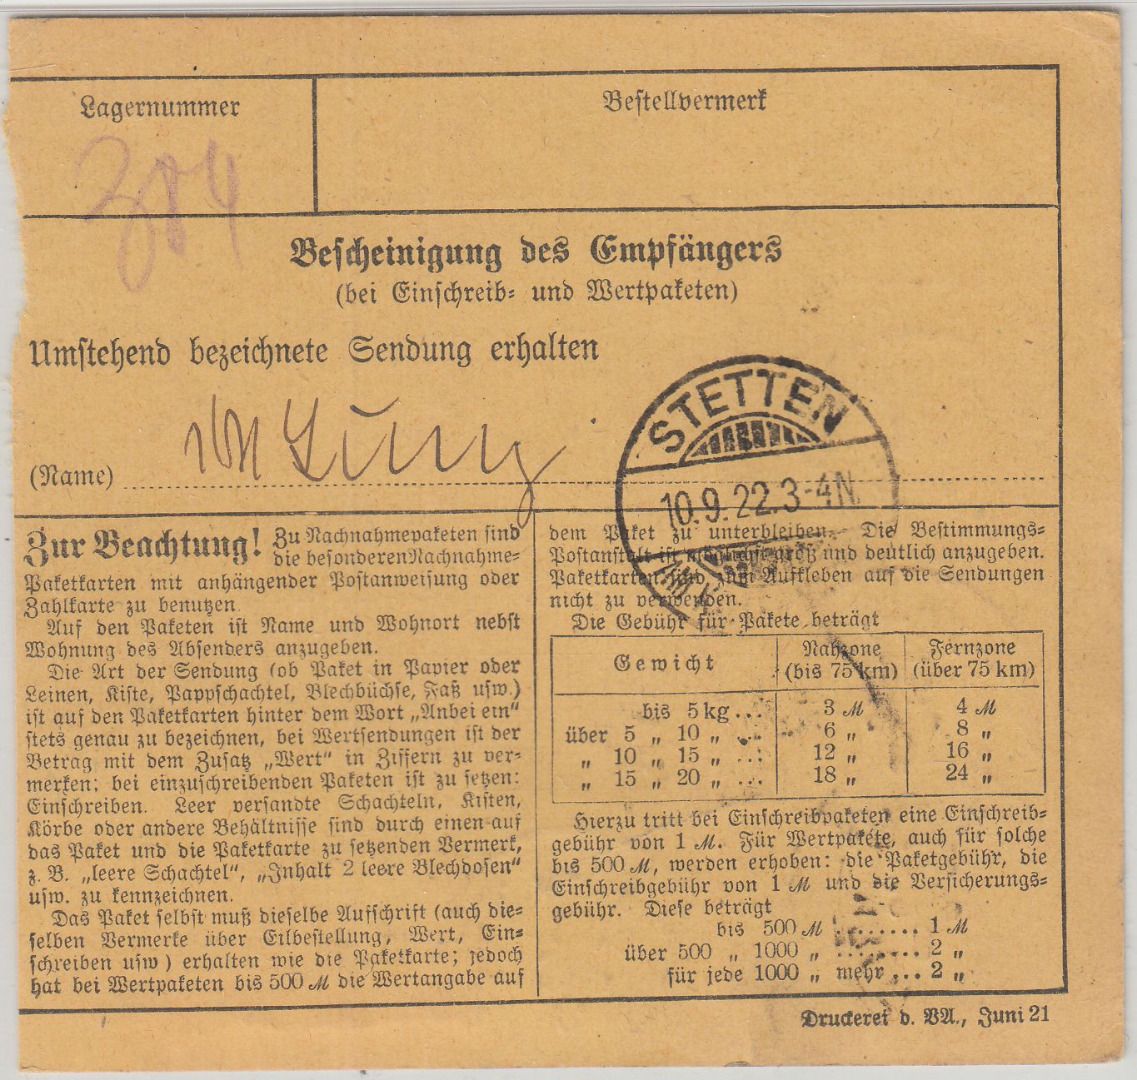 Lagernummer
Bestellvermerk
384
Bescheinigung des Empfängers
(bei Einschreib- und Wertpaketen)
Umstehend bezeichnete Sendung erhalten
(Name)
STETTEN
10.9.22.3-4N.
Zur Beachtung! Zu Nachnahmepaketen sind
die besonderen Nachnahme-
Paketkarten mit anhängender Postanweisung oder
Zahlkarte zu benutzen.
Auf den Paketen ist Name und Wohnort nebst
Wohnung des Absenders anzugeben.
Die Art der Sendung (ob Paket in Papier oder
Leinen, Kiste, Pappschachtel, Blechbüchse, Faß usw.)
ist auf den Paketkarten hinter dem Wort „Anbei ein“
stets genau zu bezeichnen, bei Wertsendungen ist der
Betrag mit dem Zusatz „Wert“ in Ziffern zu ver-
merken; bei einzuschreibenden Paketen ist zu setzen:
Einschreiben. Leer versandte Schachteln, Kisten,
Körbe oder andere Behältnisse sind durch einen auf
das Paket und die Paketkarte zu setzenden Vermerk,
z. B. „leere Schachtel“, „Inhalt 2 leere Blechdosen“
usw. zu kennzeichnen.
Das Paket selbst muß dieselbe Aufschrift (auch die-
selben Vermerke über Eilbestellung, Wert, Ein-
schreiben usw) erhalten wie die Paketkarte; jedoch
hat bei Wertpaketen bis 500 M die Wertangabe auf
dem Paket zu unterbleiben. Die Bestimmungs-
Postanstalt ist möglichst groß und deutlich anzugeben.
Paketkarten sind zum Aufkleben auf die Sendungen
nicht zu verwenden.
Die Gebühr für Pakete beträgt
Gewicht Nahzone (bis 75 km) Fernzone (über 75 km)
bis 5 kg ... 3 M 4 M
über 5 „ 10 „ ... 6 „ 8 „
„ 10 „ 15 „ ... 12 „ 16 „
„ 15 „ 20 „ ... 18 „ 24 „
Hierzu tritt bei Einschreibpaketen eine Einschreib-
gebühr von 1 M. Für Wertpakete, auch für solche
bis 500 M, werden erhoben: die Paketgebühr, die
Einschreibgebühr von 1 M und die Versicherungs-
gebühr. Diese beträgt
bis 500 M ........ 1 M
über 500 „ 1000 „ ........ 2 „
für jede 1000 „ mehr ... 2 „
Druckerei d. VA., Juni 21